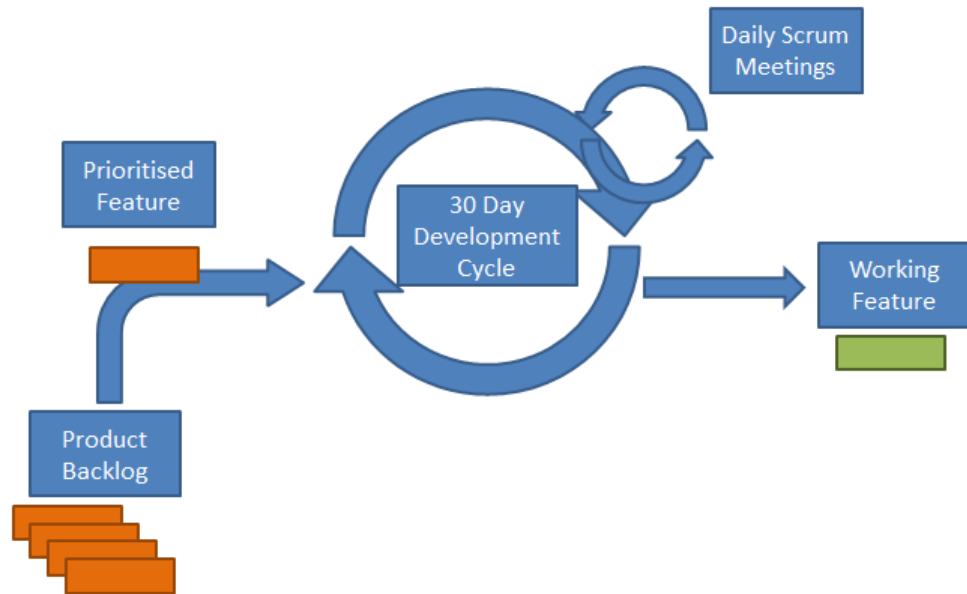 Daily Scrum
Meetings
Prioritised
Feature
30 Day
Development
Cycle
Working
Feature
Product
Backlog